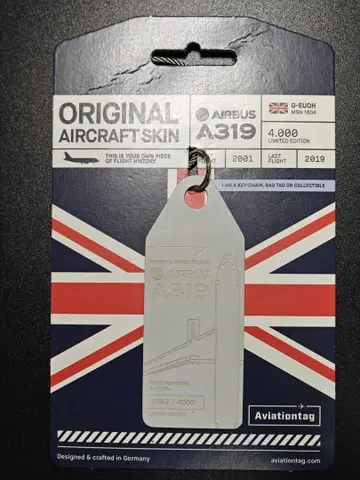 ORIGINAL
AIRCRAFT SKIN
THIS IS YOUR OWN PIECE
OF FLIGHT HISTORY
AIRBUS
A319
G-EUOH
MSN 1604
4.000
LIMITED EDITION
2001
LAST
FLIGHT
2019
I AM A KEY-CHAIN, BAG TAG OR COLLECTIBLE
AIRBUS
A319
/ 4000
Aviationtag
Designed & crafted in Germany
aviationtag.com